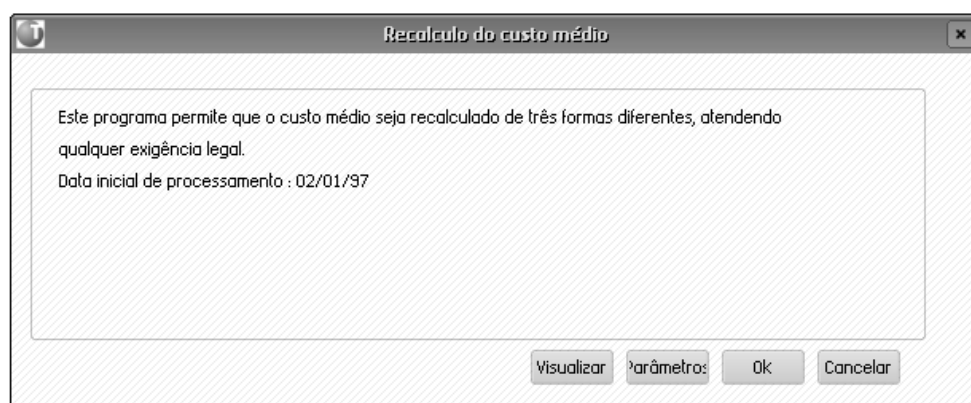 Recalculo do custo médio
Este programa permite que o custo médio seja recalculado de três formas diferentes, atendendo
qualquer exigência legal.
Data inicial de processamento : 02/01/97
Visualizar Parâmetros Ok Cancelar